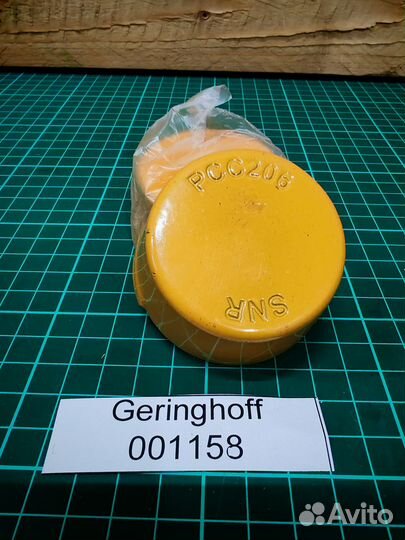 PCC206
SNR
Geringhoff
001158
Avito